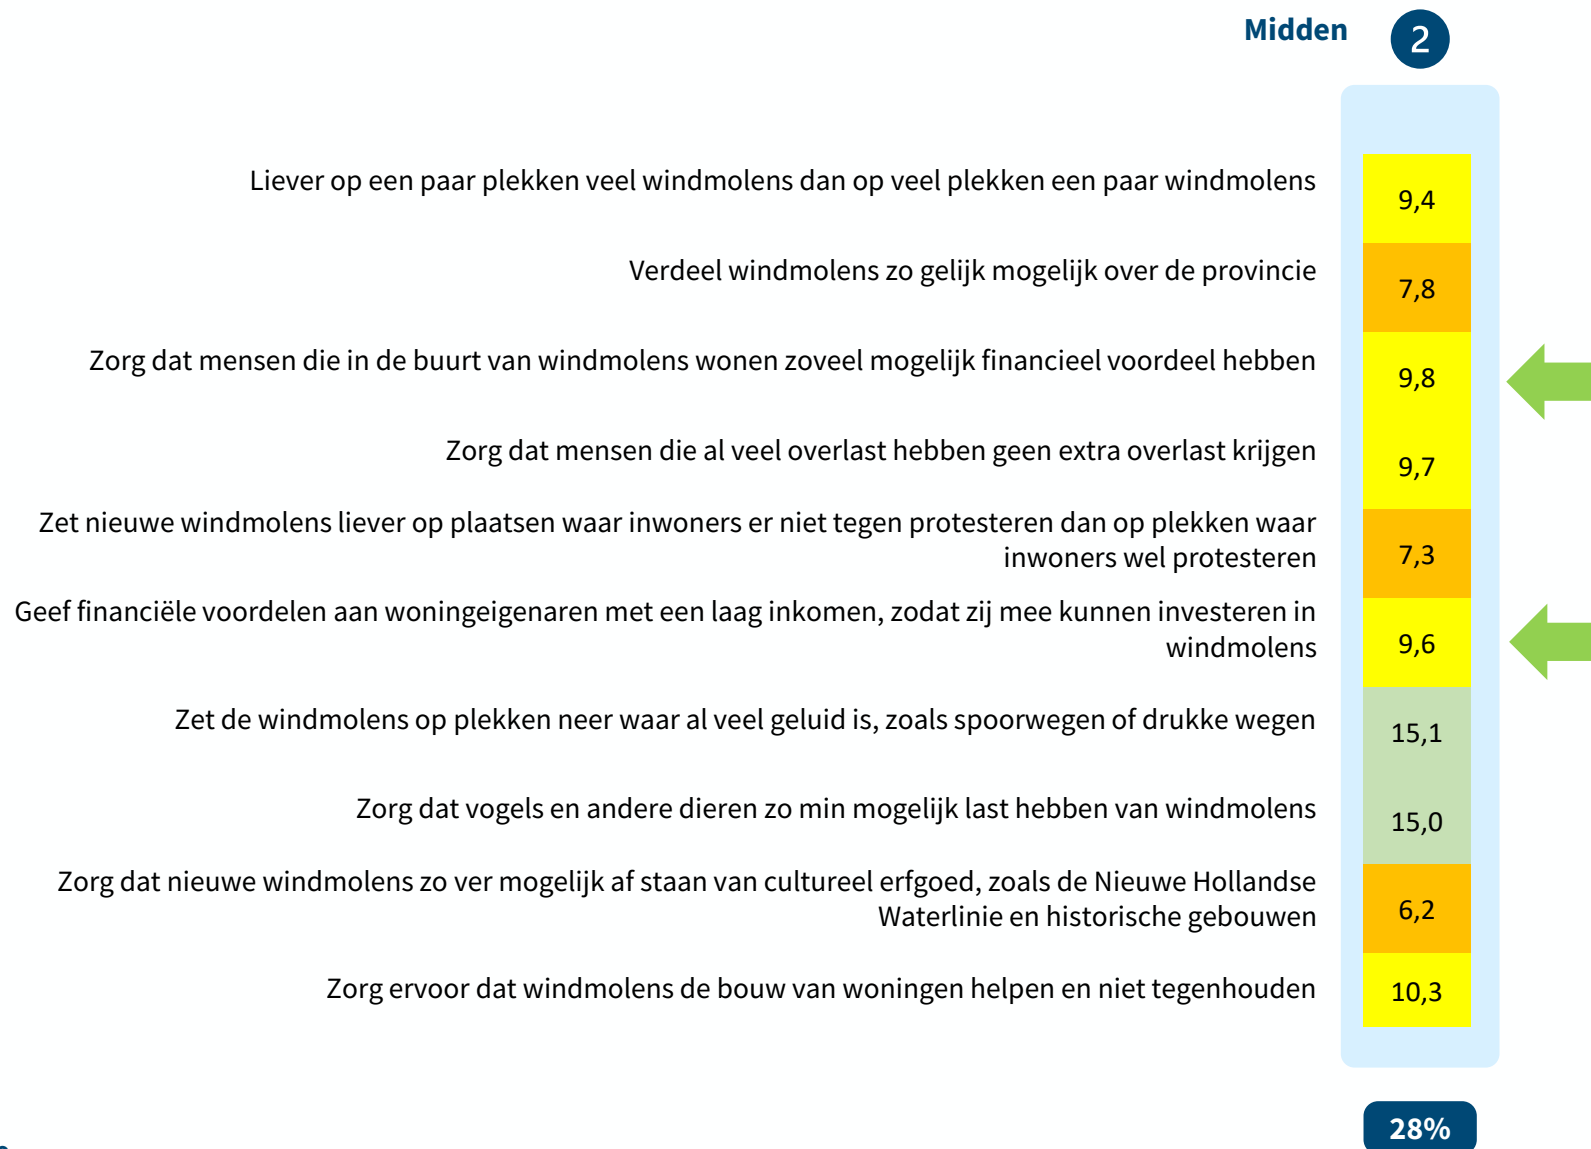 Midden 2
Liever op een paar plekken veel windmolens dan op veel plekken een paar windmolens
9,4
Verdeel windmolens zo gelijk mogelijk over de provincie
7,8
Zorg dat mensen die in de buurt van windmolens wonen zoveel mogelijk financieel voordeel hebben
9,8
Zorg dat mensen die al veel overlast hebben geen extra overlast krijgen
9,7
Zet nieuwe windmolens liever op plaatsen waar inwoners er niet tegen protesteren dan op plekken waar
inwoners wel protesteren
7,3
Geef financiële voordelen aan woningeigenaren met een laag inkomen, zodat zij mee kunnen investeren in
windmolens
9,6
Zet de windmolens op plekken neer waar al veel geluid is, zoals spoorwegen of drukke wegen
15,1
Zorg dat vogels en andere dieren zo min mogelijk last hebben van windmolens
15,0
Zorg dat nieuwe windmolens zo ver mogelijk af staan van cultureel erfgoed, zoals de Nieuwe Hollandse
Waterlinie en historische gebouwen
6,2
Zorg ervoor dat windmolens de bouw van woningen helpen en niet tegenhouden
10,3
28%